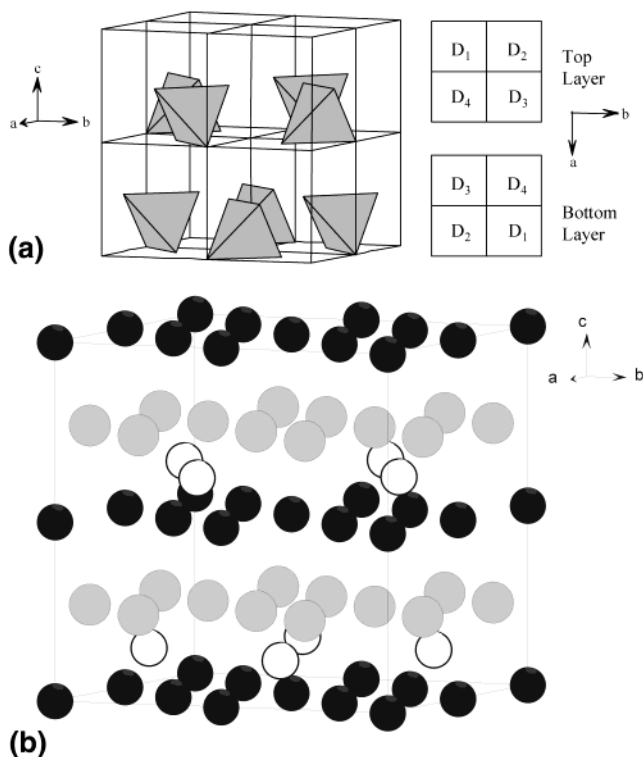 c
a
b
D1 D2
D4 D3
Top
Layer
b
a
D3 D4
D2 D1
Bottom
Layer
(a)
c
a
b
(b)